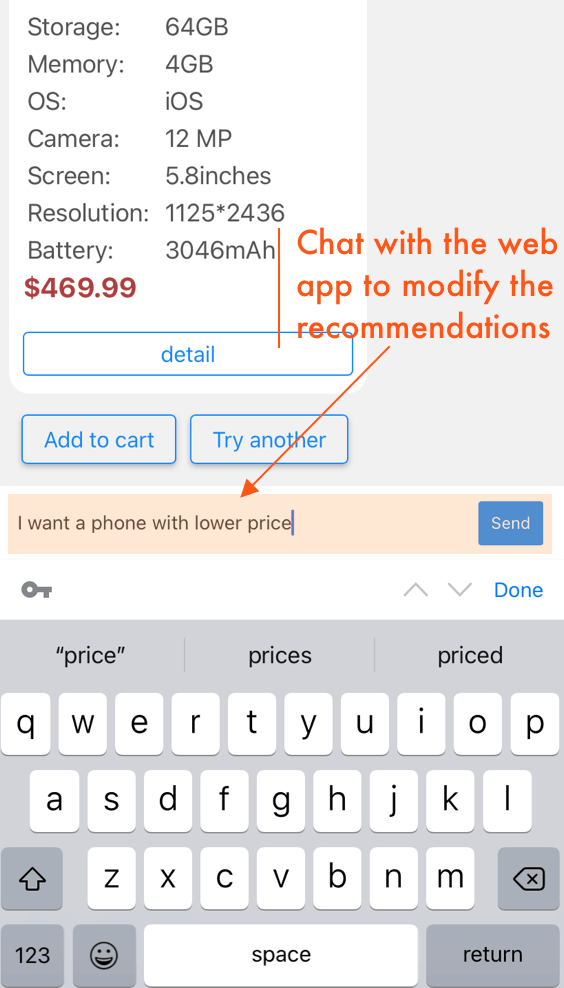 Storage: 64GB
Memory: 4GB
OS: iOS
Camera: 12 MP
Screen: 5.8inches
Resolution: 1125*2436
Battery: 3046mAh
$469.99
Chat with the web
app to modify the
recommendations
detail
Add to cart Try another
I want a phone with lower price Send
Done
“price” prices priced
q w e r t y u i o p
a s d f g h j k l
z x c v b n m
123 space return